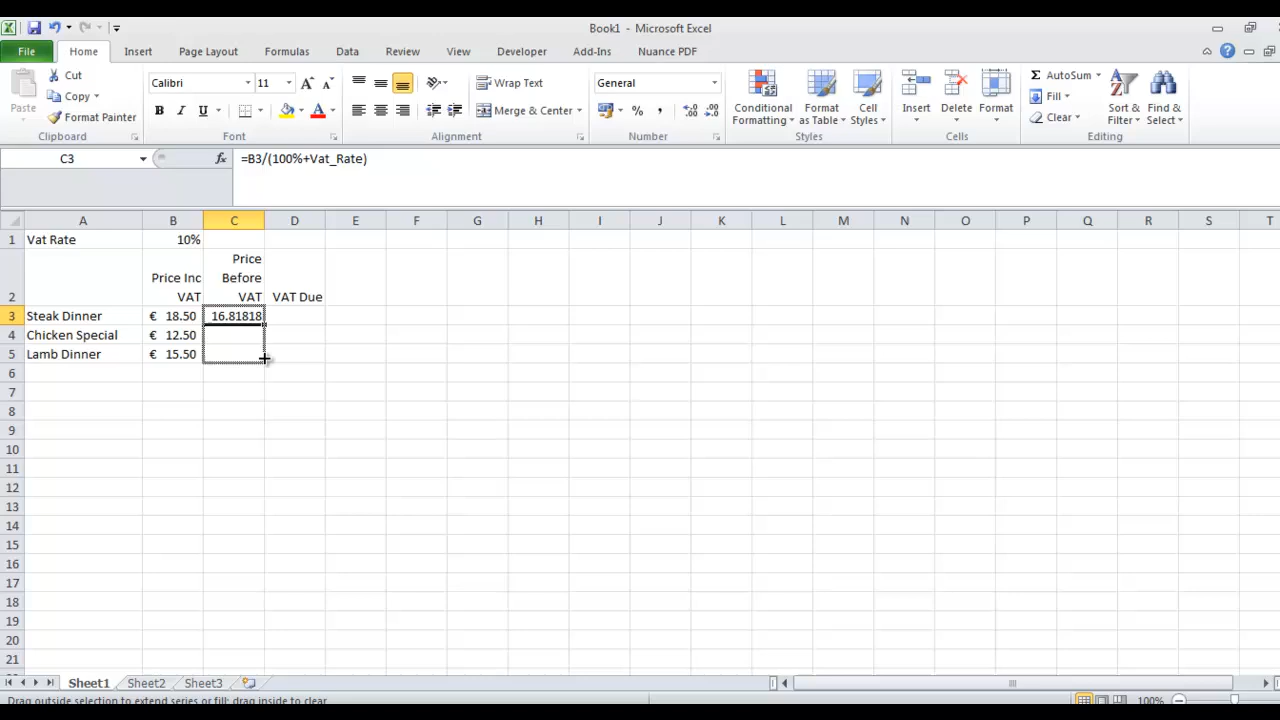 Book1 - Microsoft Excel
File Home Insert Page Layout Formulas Data Review View Developer Add-Ins Nuance PDF
Paste
Cut
Copy
Format Painter
Clipboard
Calibri 11
B I U A
Font
Wrap Text
Merge & Center
Alignment
General
% ,
Number
Conditional Formatting
Format as Table
Cell Styles
Styles
Insert Delete Format
Cells
Σ AutoSum
Fill
Clear
Sort & Filter
Find & Select
Editing
C3 fx =B3/(100%+Vat_Rate)
A B C D E F G H I J K L M N O P Q R S T
1 Vat Rate 10%
2 Price Inc VAT Price Before VAT VAT Due
3 Steak Dinner € 18.50 16.81818
4 Chicken Special € 12.50
5 Lamb Dinner € 15.50
6
7
8
9
10
11
12
13
14
15
16
17
18
19
20
21
Sheet1 Sheet2 Sheet3
Drag outside selection to extend series or fill; drag inside to clear 100%